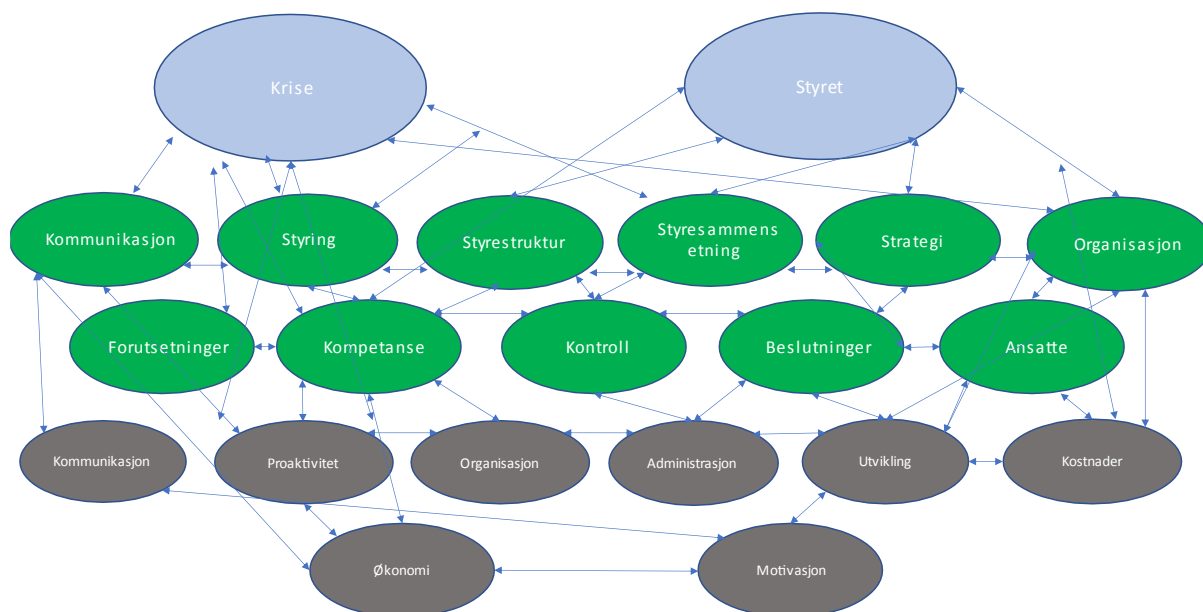 Krise
Styret
Kommunikasjon
Styring
Styrestruktur
Styresammens
etning
Strategi
Organisasjon
Forutsetninger
Kompetanse
Kontroll
Beslutninger
Ansatte
Kommunikasjon
Proaktivitet
Organisasjon
Administrasjon
Utvikling
Kostnader
Økonomi
Motivasjon